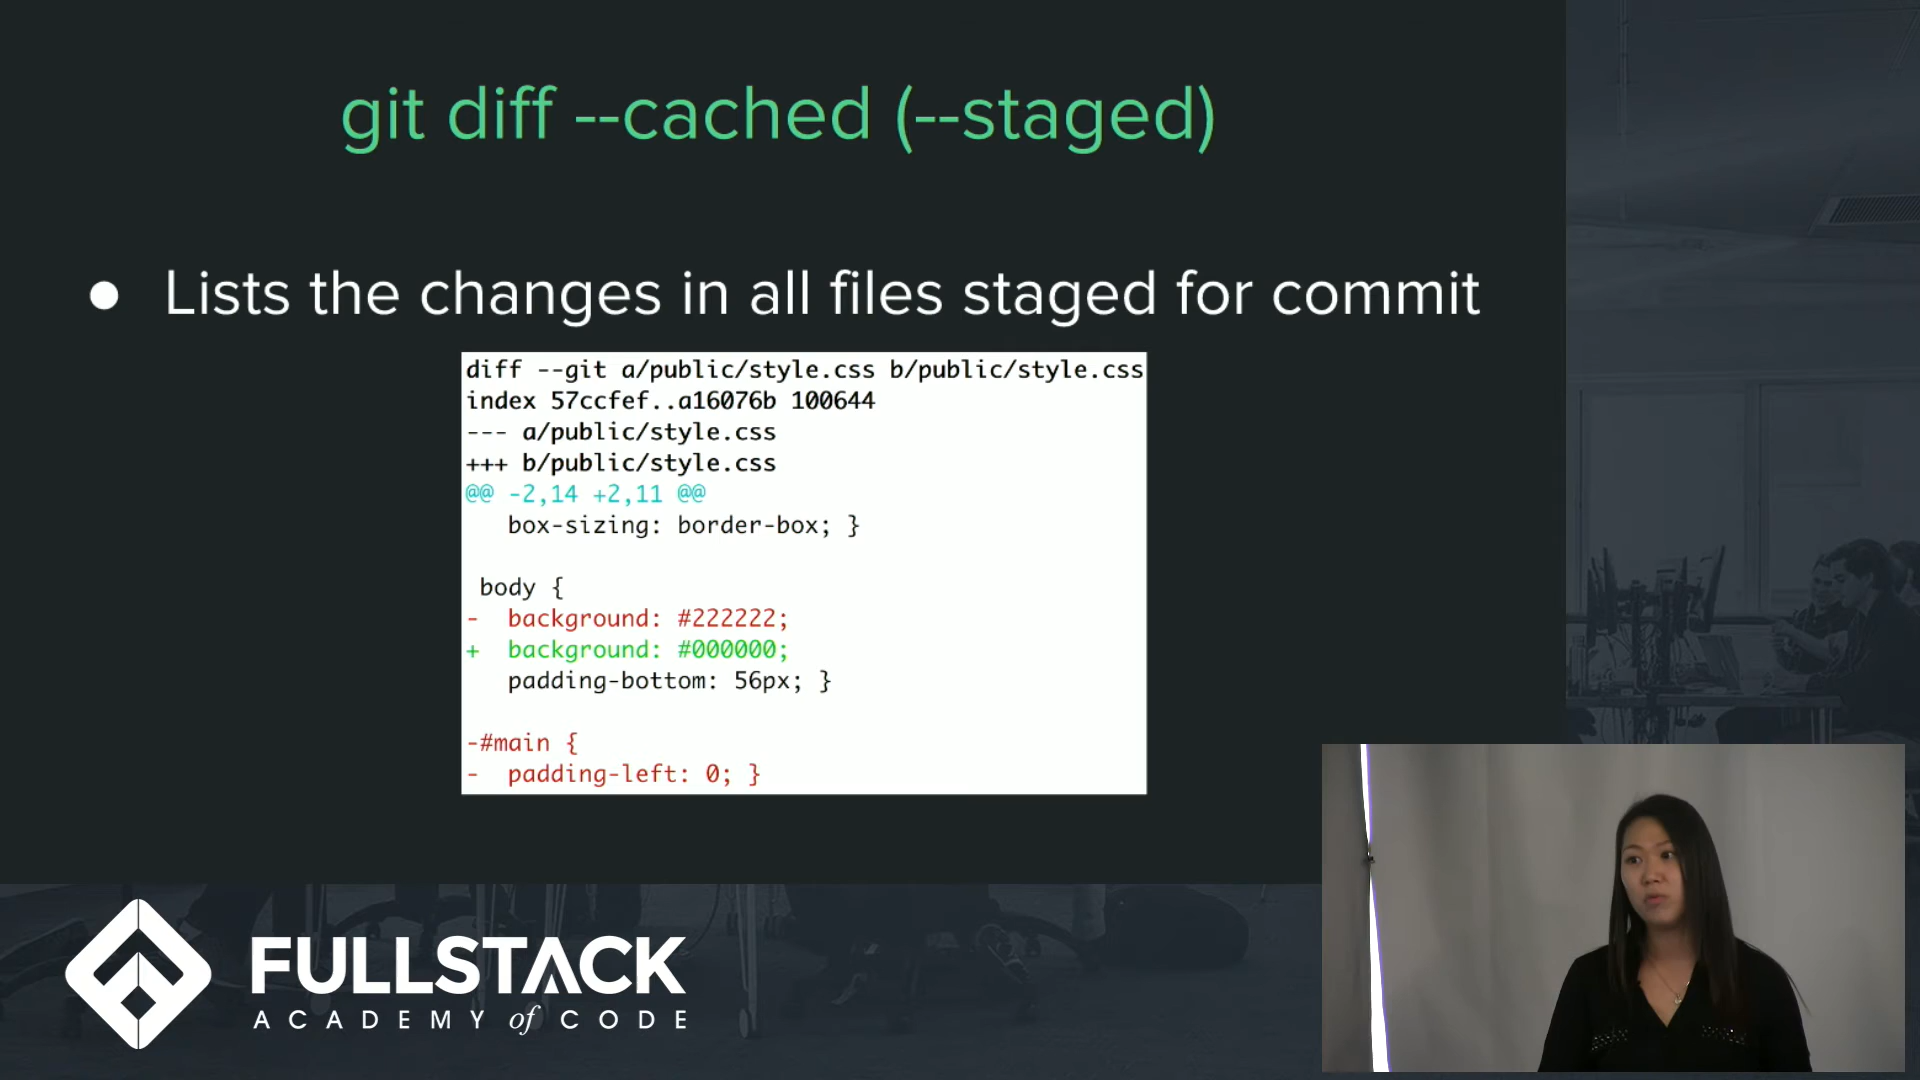 git diff --cached (--staged)
● Lists the changes in all files staged for commit
diff --git a/public/style.css b/public/style.css
index 57ccfef..a16076b 100644
--- a/public/style.css
+++ b/public/style.css
@@ -2,14 +2,11 @@
   box-sizing: border-box; }
 body {
-  background: #222222;
+  background: #000000;
   padding-bottom: 56px; }
-#main {
-  padding-left: 0; }
FULLSTACK
ACADEMY of CODE